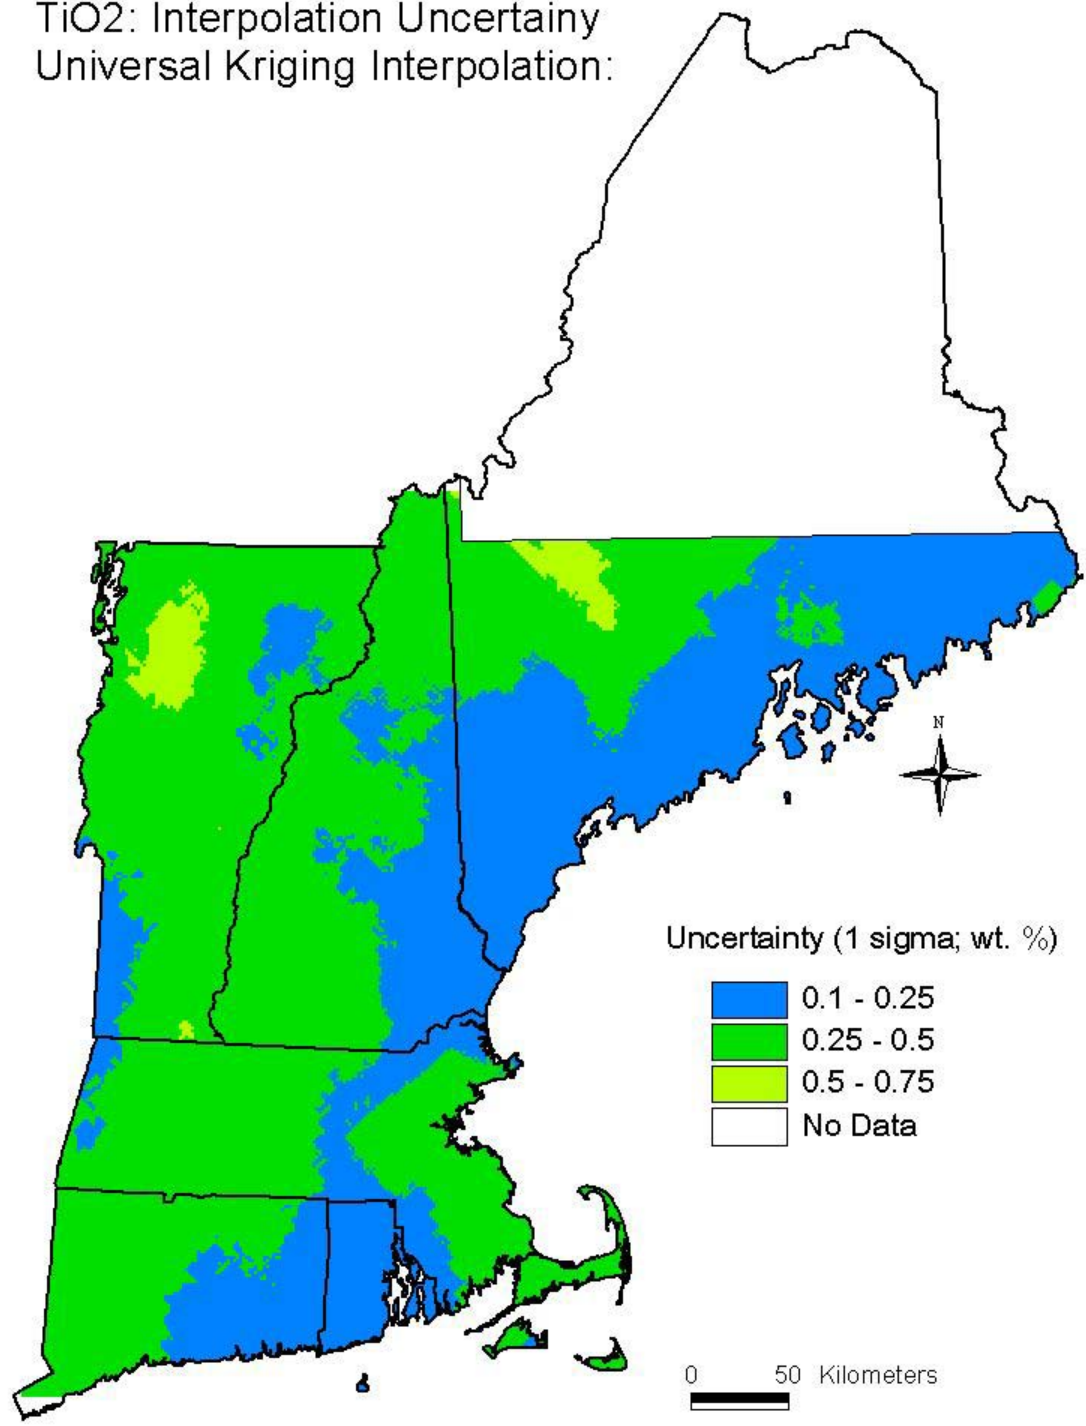 TiO2: Interpolation Uncertainy
Universal Kriging Interpolation:
N
Uncertainty (1 sigma; wt. %)
0.1 - 0.25
0.25 - 0.5
0.5 - 0.75
No Data
0 50 Kilometers